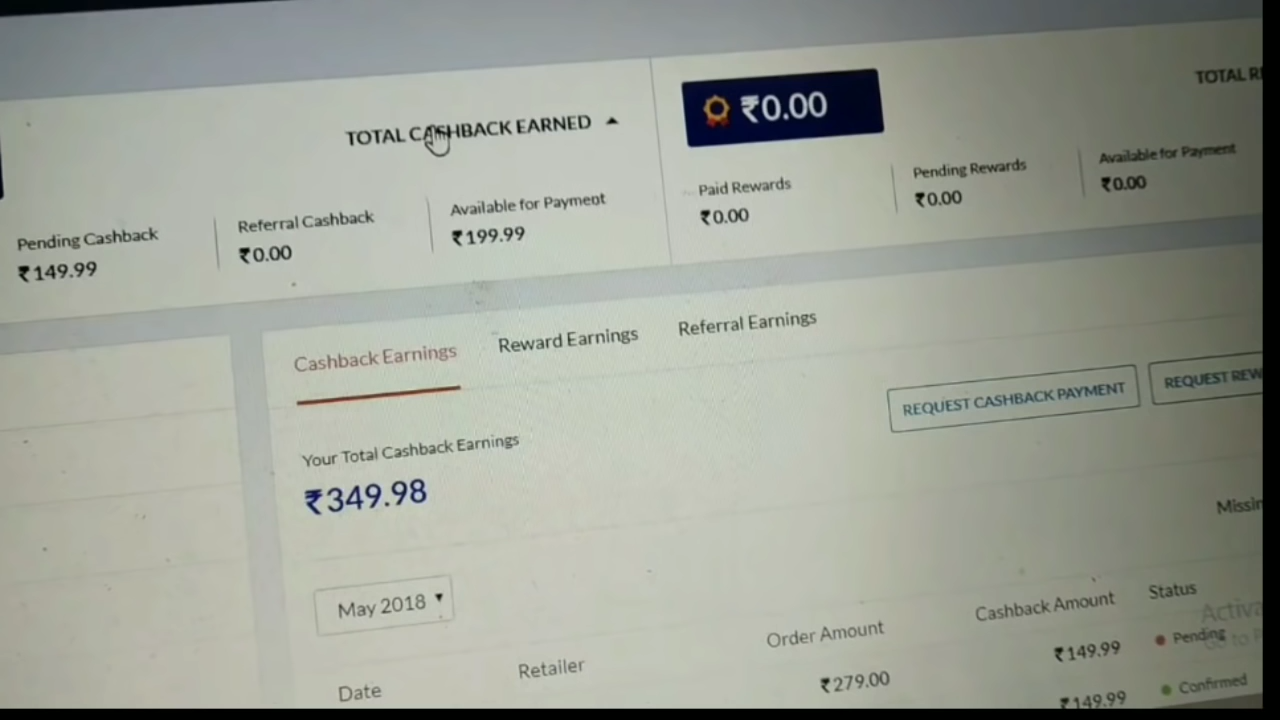 TOTAL CASHBACK EARNED
₹0.00
TOTAL
Pending Cashback
₹149.99
Referral Cashback
₹0.00
Available for Payment
₹199.99
Paid Rewards
₹0.00
Pending Rewards
₹0.00
Available for Payment
₹0.00
Cashback Earnings
Reward Earnings
Referral Earnings
REQUEST CASHBACK PAYMENT
REQUEST
Your Total Cashback Earnings
₹349.98
May 2018
Date
Retailer
Order Amount
Cashback Amount
Status
₹279.00
₹149.99
Pending
₹149.99
Confirmed